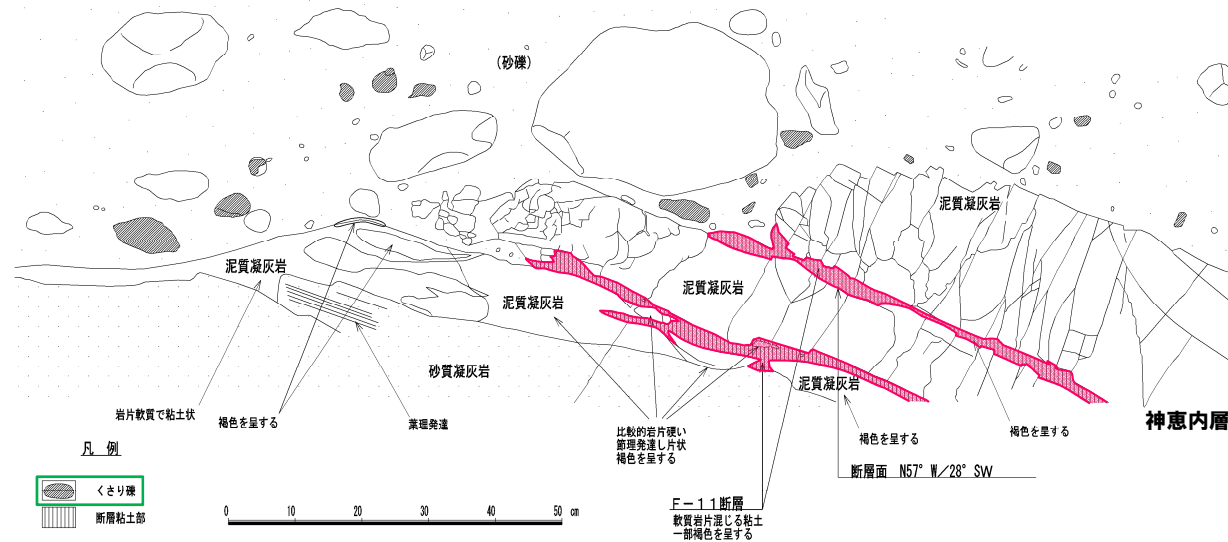 (砂礫)
泥質凝灰岩
泥質凝灰岩
泥質凝灰岩
泥質凝灰岩
砂質凝灰岩
泥質凝灰岩
岩片軟質で粘土状
褐色を呈する
葉理発達
比較的岩片硬い
節理発達し片状
褐色を呈する
褐色を呈する
褐色を呈する
神恵内層
断層面 N57°W/28°SW
凡 例
くさり礫
断層粘土部
0 10 20 30 40 50 cm
F-11断層
軟質岩片混じる粘土
一部褐色を呈する